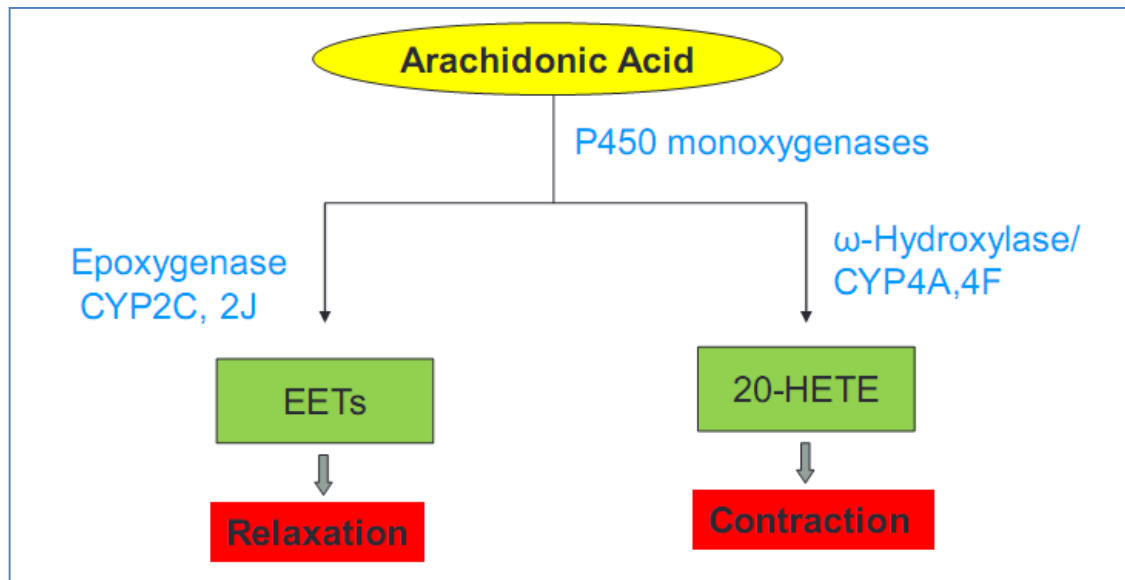 Arachidonic Acid
P450 monoxygenases
Epoxygenase
CYP2C, 2J
ω-Hydroxylase/
CYP4A,4F
EETs
20-HETE
Relaxation
Contraction